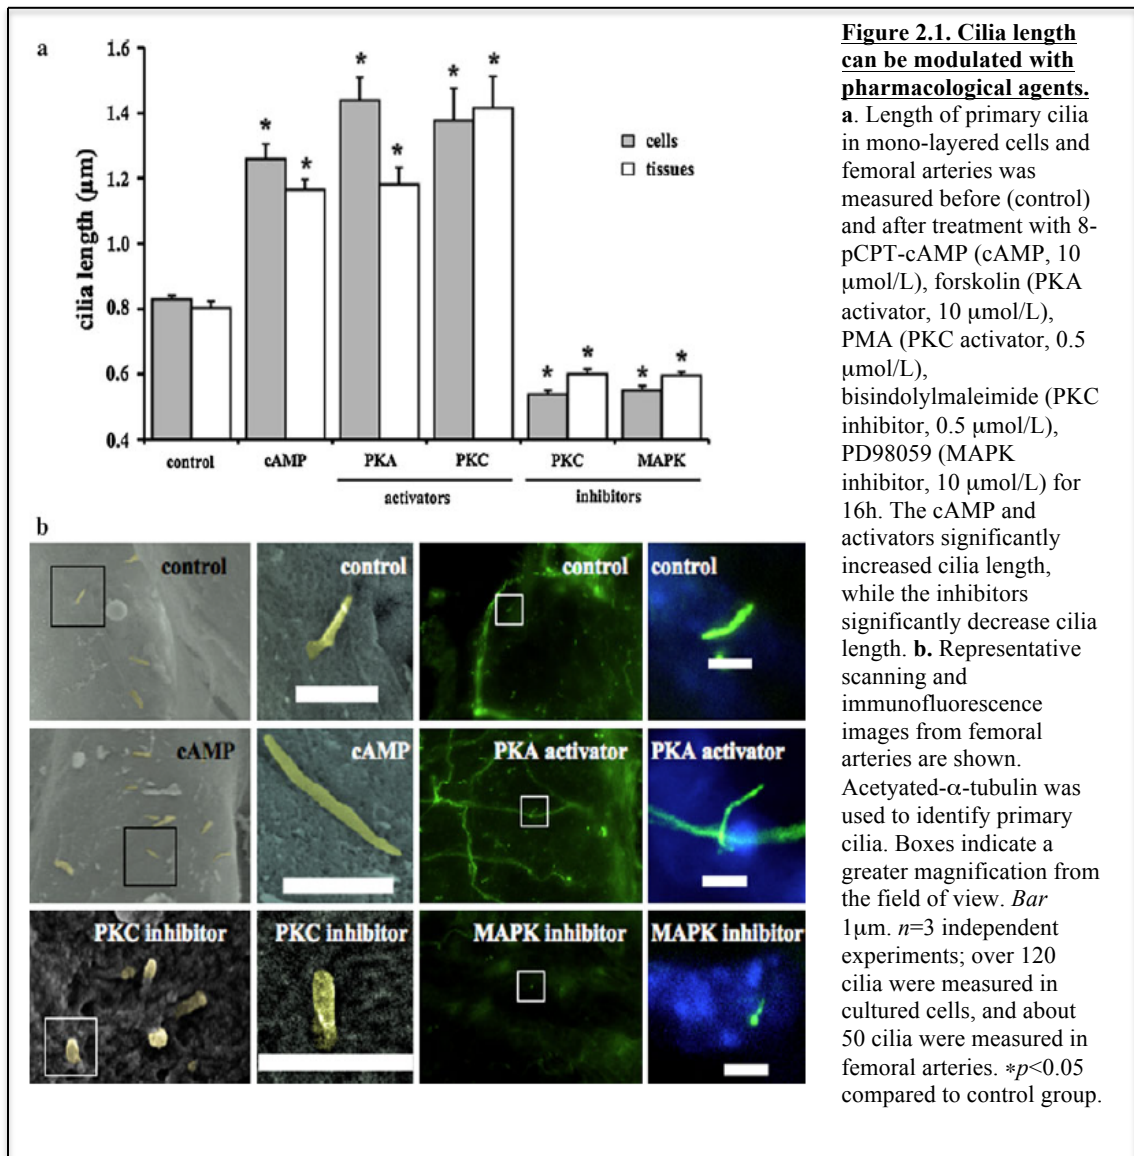 a
1.6
1.4
1.2
1.0
0.8
0.6
0.4
cilia length (μm)
* * * * * * * * * *
cells
tissues
control cAMP PKA PKC PKC MAPK
activators inhibitors
b
control control control control
cAMP cAMP PKA activator PKA activator
PKC inhibitor PKC inhibitor MAPK inhibitor MAPK inhibitor
Figure 2.1. Cilia length
can be modulated with
pharmacological agents.
a. Length of primary cilia
in mono-layered cells and
femoral arteries was
measured before (control)
and after treatment with 8-
pCPT-cAMP (cAMP, 10
μmol/L), forskolin (PKA
activator, 10 μmol/L),
PMA (PKC activator, 0.5
μmol/L),
bisindolylmaleimide (PKC
inhibitor, 0.5 μmol/L),
PD98059 (MAPK
inhibitor, 10 μmol/L) for
16h. The cAMP and
activators significantly
increased cilia length,
while the inhibitors
significantly decrease cilia
length. b. Representative
scanning and
immunofluorescence
images from femoral
arteries are shown.
Acetyated-α-tubulin was
used to identify primary
cilia. Boxes indicate a
greater magnification from
the field of view. Bar
1μm. n=3 independent
experiments; over 120
cilia were measured in
cultured cells, and about
50 cilia were measured in
femoral arteries. *p<0.05
compared to control group.